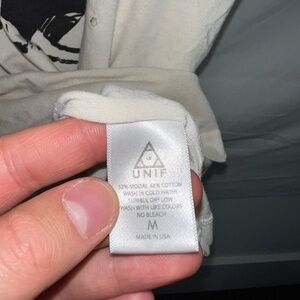 UNIF
52% MODAL 48% COTTON
WASH IN COLD WATER
TUMBLE DRY LOW
WASH WITH LIKE COLORS
NO BLEACH
M
MADE IN USA